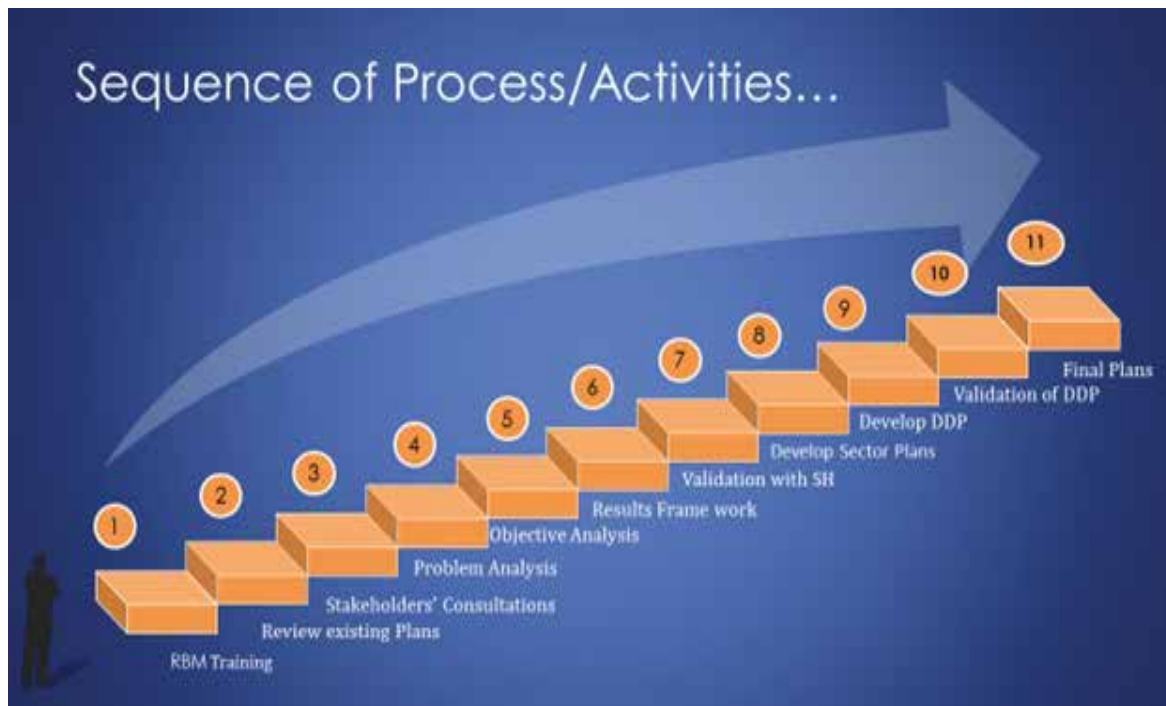 Sequence of Process/Activities...
1
RBM Training
2
Review existing Plans
3
Stakeholders' Consultations
4
Problem Analysis
5
Objective Analysis
6
Results Frame work
7
Validation with SH
8
Develop Sector Plans
9
Develop DDP
10
Validation of DDP
11
Final Plans